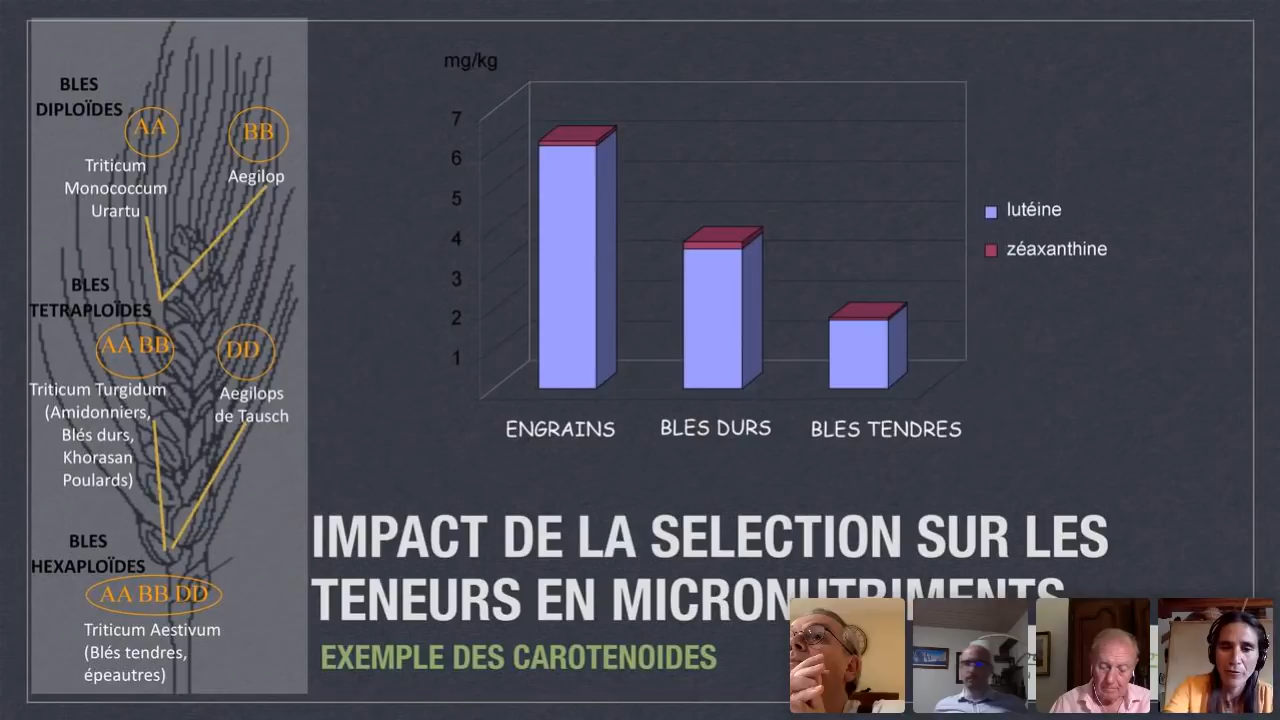 BLES
DIPLOÏDES
AA
BB
Triticum
Monococcum
Urartu
Aegilop
BLES
TETRAPLOÏDES
AA BB
DD
Triticum Turgidum
(Amidonniers,
Blés durs,
Khorasan
Poulards)
Aegilops
de Tausch
BLES
HEXAPLOÏDES
AA BB DD
Triticum Aestivum
(Blés tendres,
épeautres)
mg/kg
7
6
5
4
3
2
1
ENGRAINS
BLES DURS
BLES TENDRES
lutéine
zéaxanthine
IMPACT DE LA SELECTION SUR LES
TENEURS EN MICRONUTRIMENTS
EXEMPLE DES CAROTENOIDES